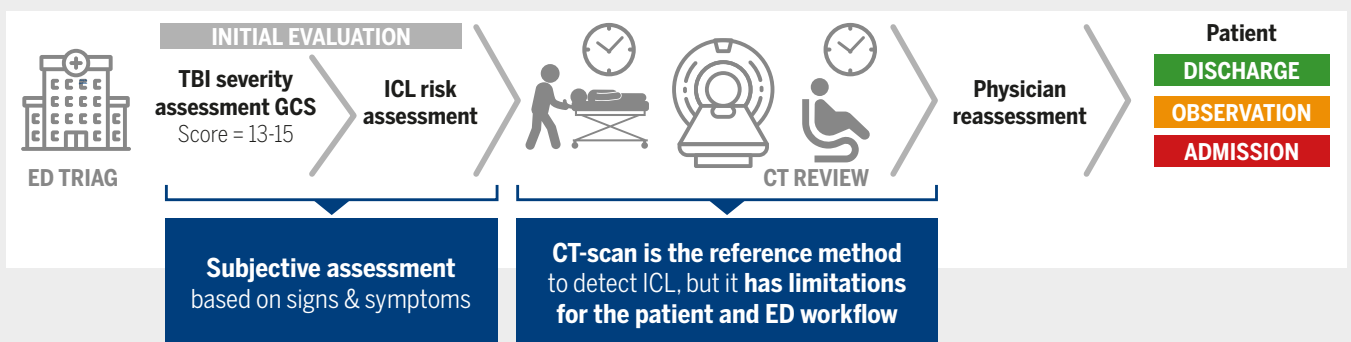 ED TRIAG
INITIAL EVALUATION
TBI severity
assessment GCS
Score = 13-15
ICL risk
assessment
CT REVIEW
Physician
reassessment
Patient
DISCHARGE
OBSERVATION
ADMISSION
Subjective assessment
based on signs & symptoms
CT-scan is the reference method
to detect ICL, but it has limitations
for the patient and ED workflow